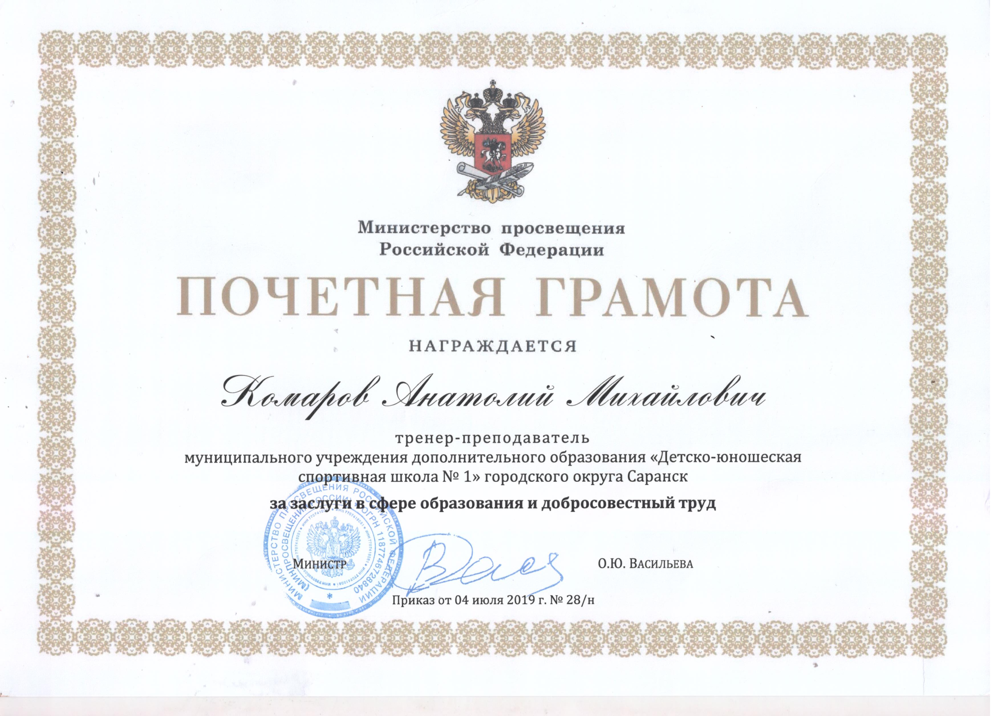 Министерство просвещения
Российской Федерации
ПОЧЕТНАЯ ГРАМОТА
НАГРАЖДАЕТСЯ
Комаров Анатолий Михайлович
тренер-преподаватель
муниципального учреждения дополнительного образования «Детско-юношеская
спортивная школа № 1» городского округа Саранск
за заслуги в сфере образования и добросовестный труд
МИНИСТЕРСТВО ПРОСВЕЩЕНИЯ РОССИЙСКОЙ ФЕДЕРАЦИИ
(МИНПРОСВЕЩЕНИЯ РОССИИ) * ОГРН 1187746728840
ИНН 7707418081
Министр
О.Ю. Васильева
Приказ от 04 июля 2019 г. № 28/н